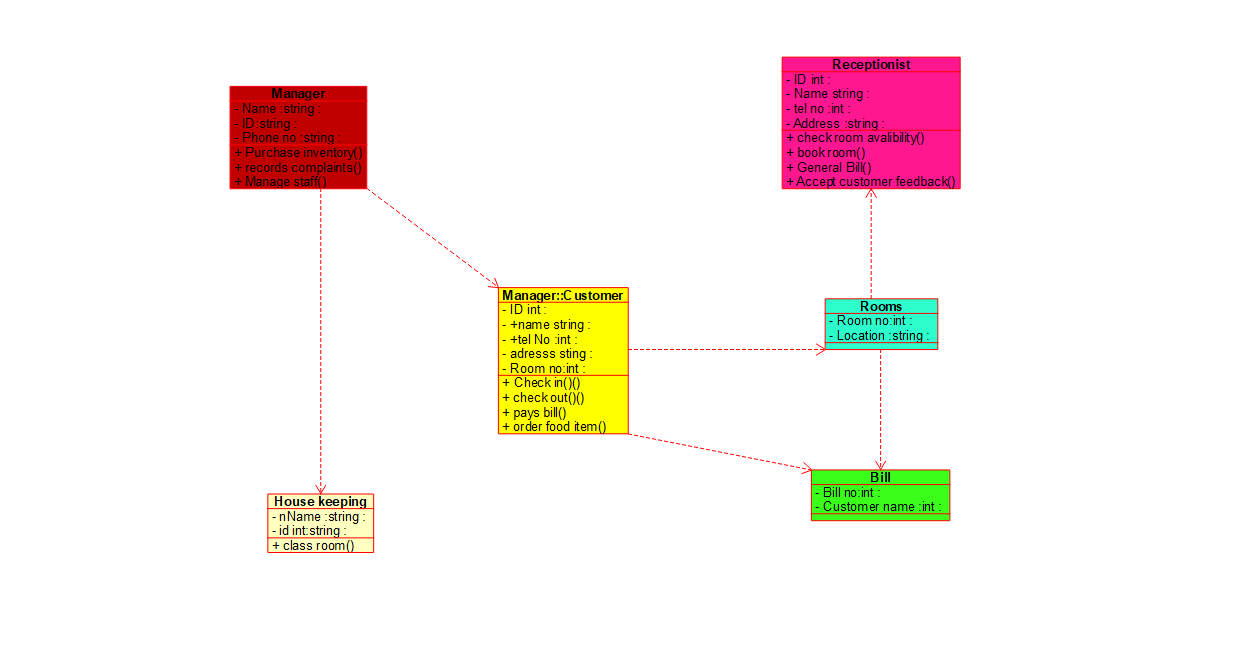 Manager
- Name :string :
- ID :string :
- Phone no :string :
+ Purchase inventory()
+ records complaints()
+ Manage staff()
Receptionist
- ID int :
- Name string :
- tel no :int :
- Address :string :
+ check room avalibility()
+ book room()
+ General Bill()
+ Accept customer feedback()
Manager::Customer
- ID int :
- +name string :
- +tel No :int :
- adresss sting :
- Room no:int :
+ Check in()()
+ check out()()
+ pays bill()
+ order food item()
Rooms
- Room no:int :
- Location :string :
House keeping
- nName :string :
- id int:string :
+ class room()
Bill
- Bill no:int :
- Customer name :int :